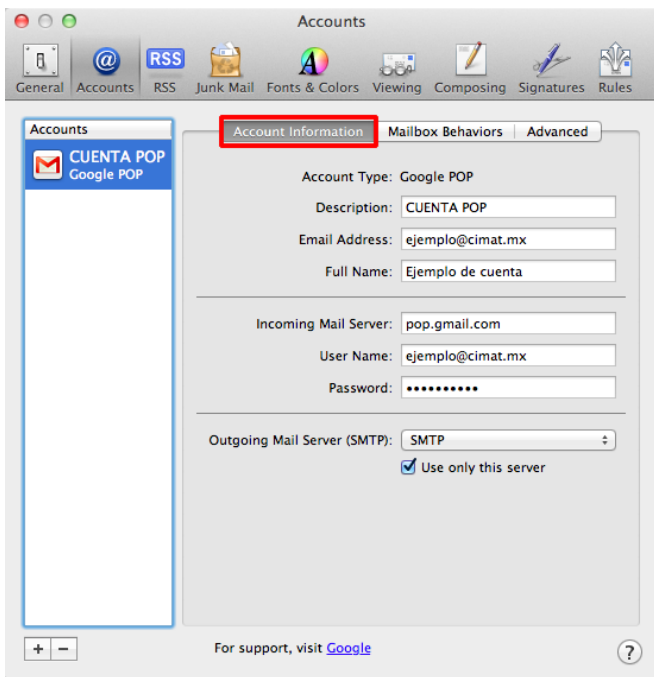 Accounts
RSS
General Accounts RSS Junk Mail Fonts & Colors Viewing Composing Signatures Rules
Accounts
CUENTA POP
Google POP
Account Information Mailbox Behaviors Advanced
Account Type: Google POP
Description: CUENTA POP
Email Address: ejemplo@cimat.mx
Full Name: Ejemplo de cuenta
Incoming Mail Server: pop.gmail.com
User Name: ejemplo@cimat.mx
Password: ••••••••••
Outgoing Mail Server (SMTP): SMTP
Use only this server
+ −
For support, visit Google
?